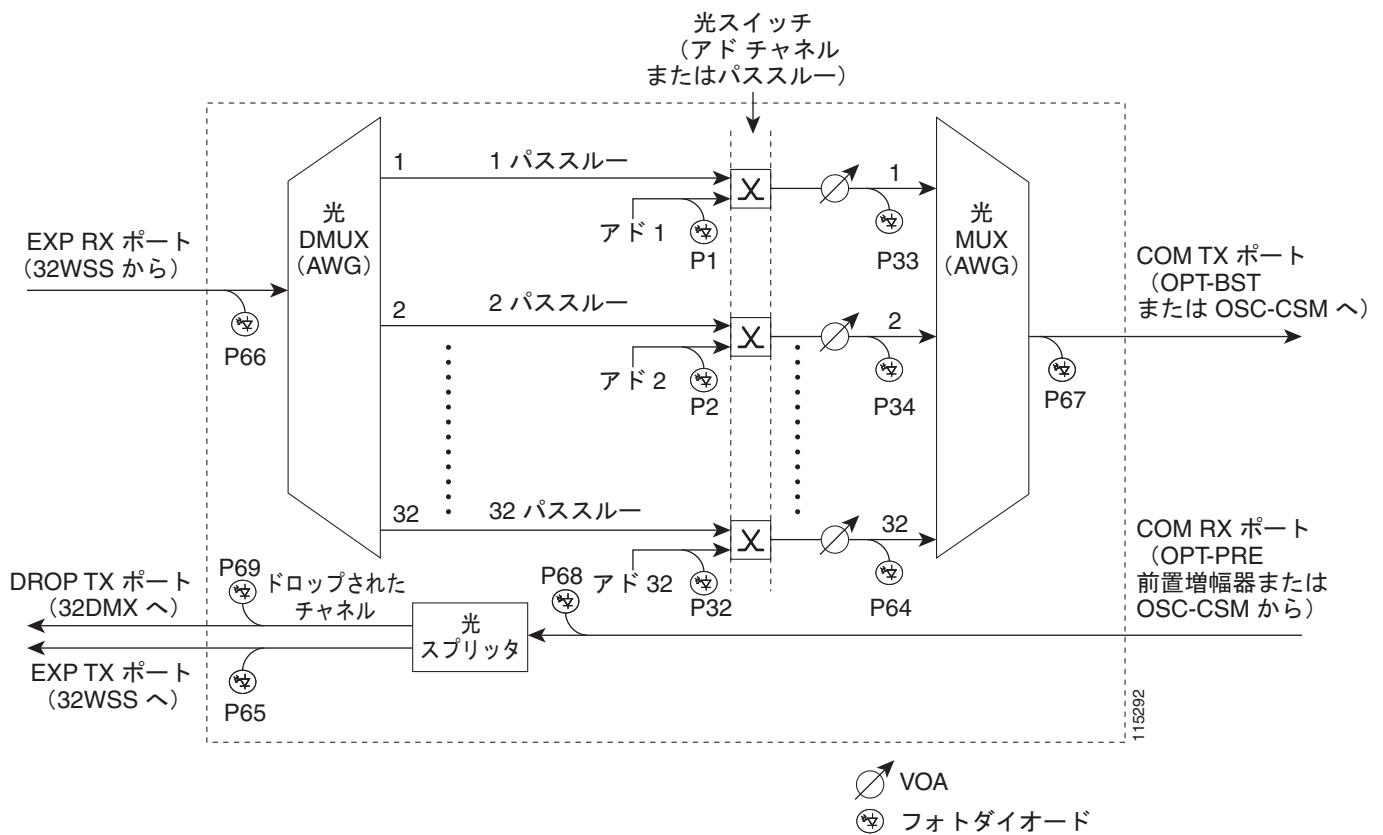 光スイッチ
（アド チャネル
またはパススルー）
1
1 パススルー
1
光
DMUX
（AWG）
光
MUX
（AWG）
アド 1
P1
P33
EXP RX ポート
（32WSS から）
COM TX ポート
（OPT-BST
または OSC-CSM へ）
2
2 パススルー
2
P66
アド 2
P2
P34
P67
32
32 パススルー
32
COM RX ポート
（OPT-PRE
前置増幅器または
OSC-CSM から）
アド 32
P32
P64
P68
DROP TX ポート
（32DMX へ）
P69
ドロップされた
チャネル
光
スプリッタ
EXP TX ポート
（32WSS へ）
P65
115292
VOA
フォトダイオード